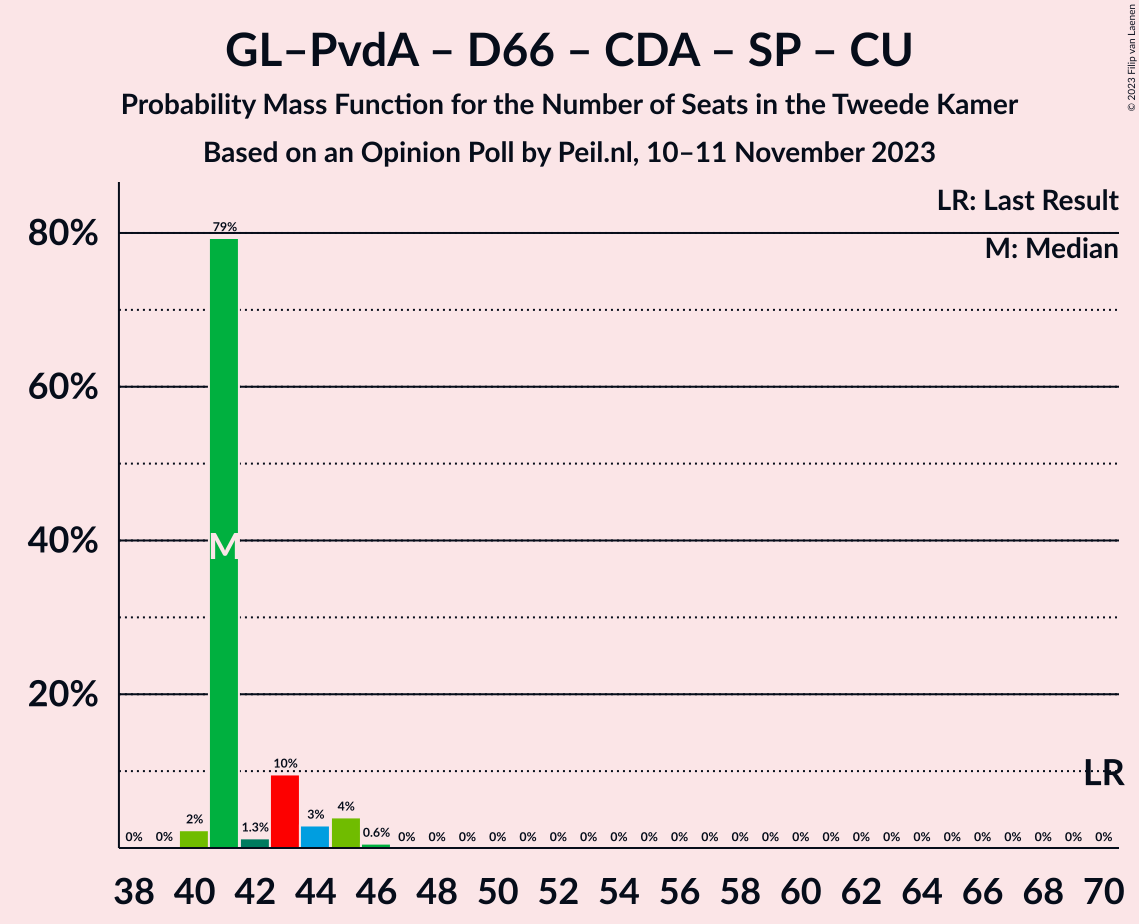 GL–PvdA – D66 – CDA – SP – CU
Probability Mass Function for the Number of Seats in the Tweede Kamer
Based on an Opinion Poll by Peil.nl, 10–11 November 2023
© 2023 Filip van Laenen
LR: Last Result
M: Median
80%
60%
40%
20%
0% 0% 2% 79% 1.3% 10% 3% 4% 0.6% 0% 0% 0% 0% 0% 0% 0% 0% 0% 0% 0% 0% 0% 0% 0% 0% 0% 0% 0% 0% 0% 0% 0% 0%
M
LR
38 40 42 44 46 48 50 52 54 56 58 60 62 64 66 68 70